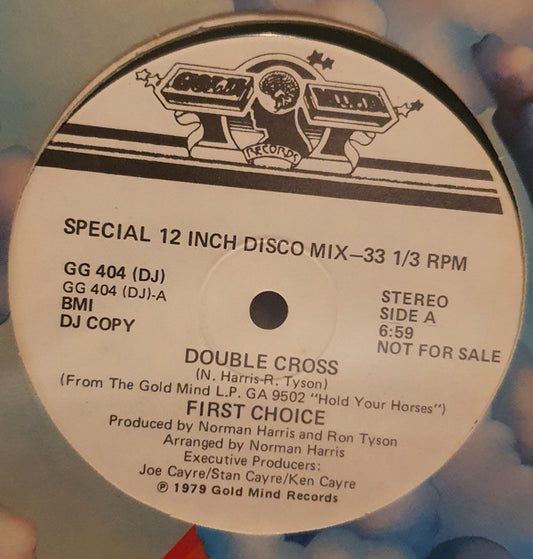 GOLD MIND
RECORDS
SPECIAL 12 INCH DISCO MIX—33 1/3 RPM
GG 404 (DJ)
GG 404 (DJ)-A
BMI
DJ COPY
STEREO
SIDE A
6:59
NOT FOR SALE
DOUBLE CROSS
(N. Harris-R. Tyson)
(From The Gold Mind L.P. GA 9502 "Hold Your Horses")
FIRST CHOICE
Produced by Norman Harris and Ron Tyson
Arranged by Norman Harris
Executive Producers:
Joe Cayre/Stan Cayre/Ken Cayre
℗ 1979 Gold Mind Records